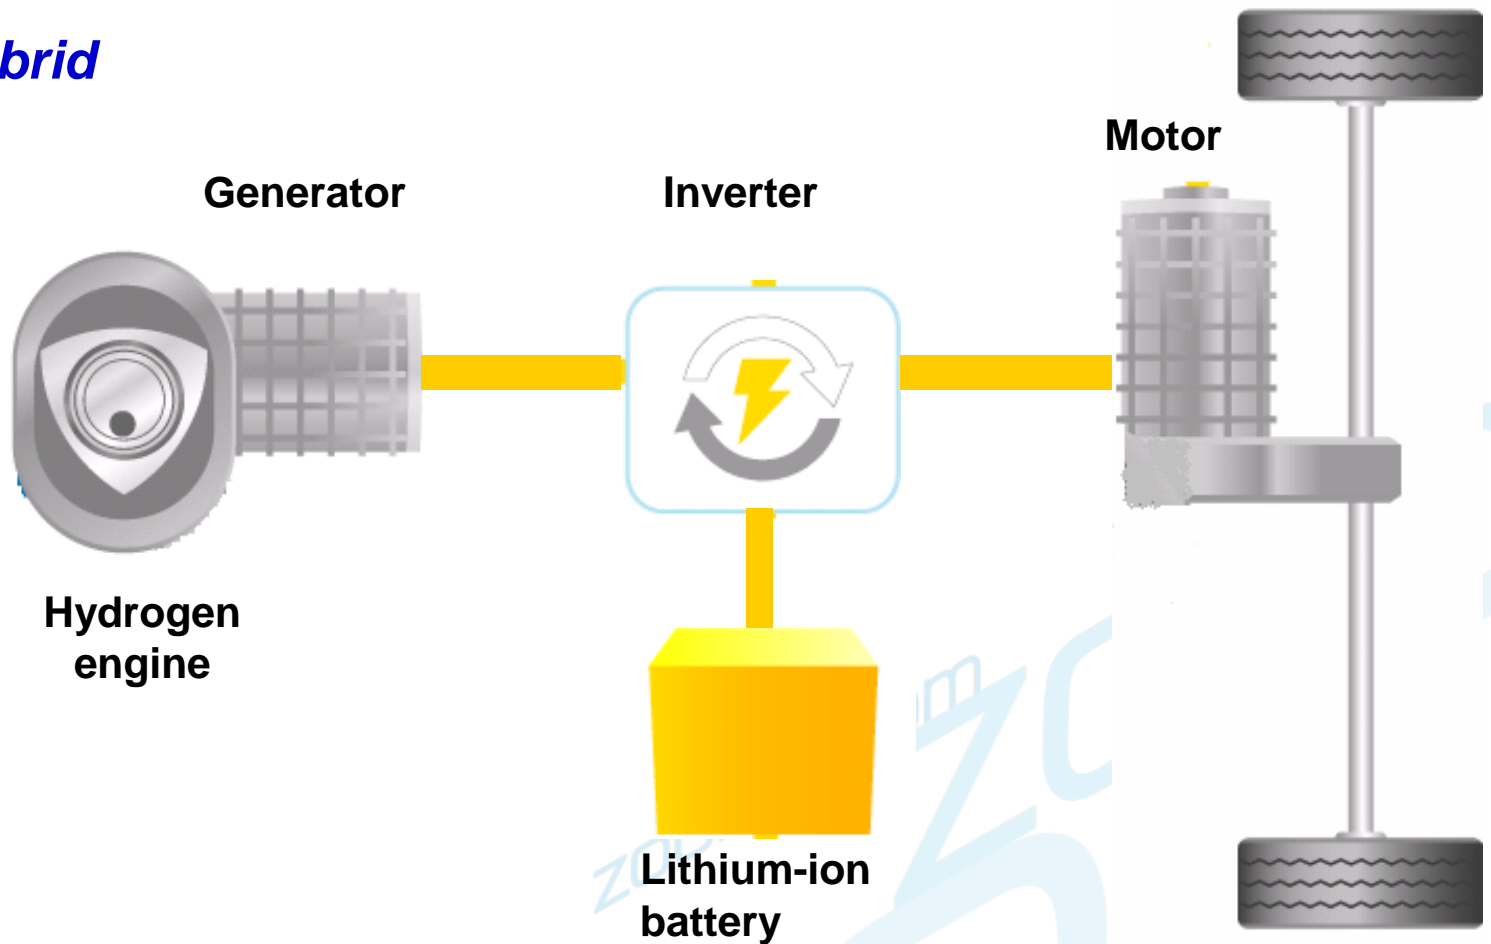 brid
Motor
Generator
Inverter
Hydrogen
engine
Lithium-ion
battery